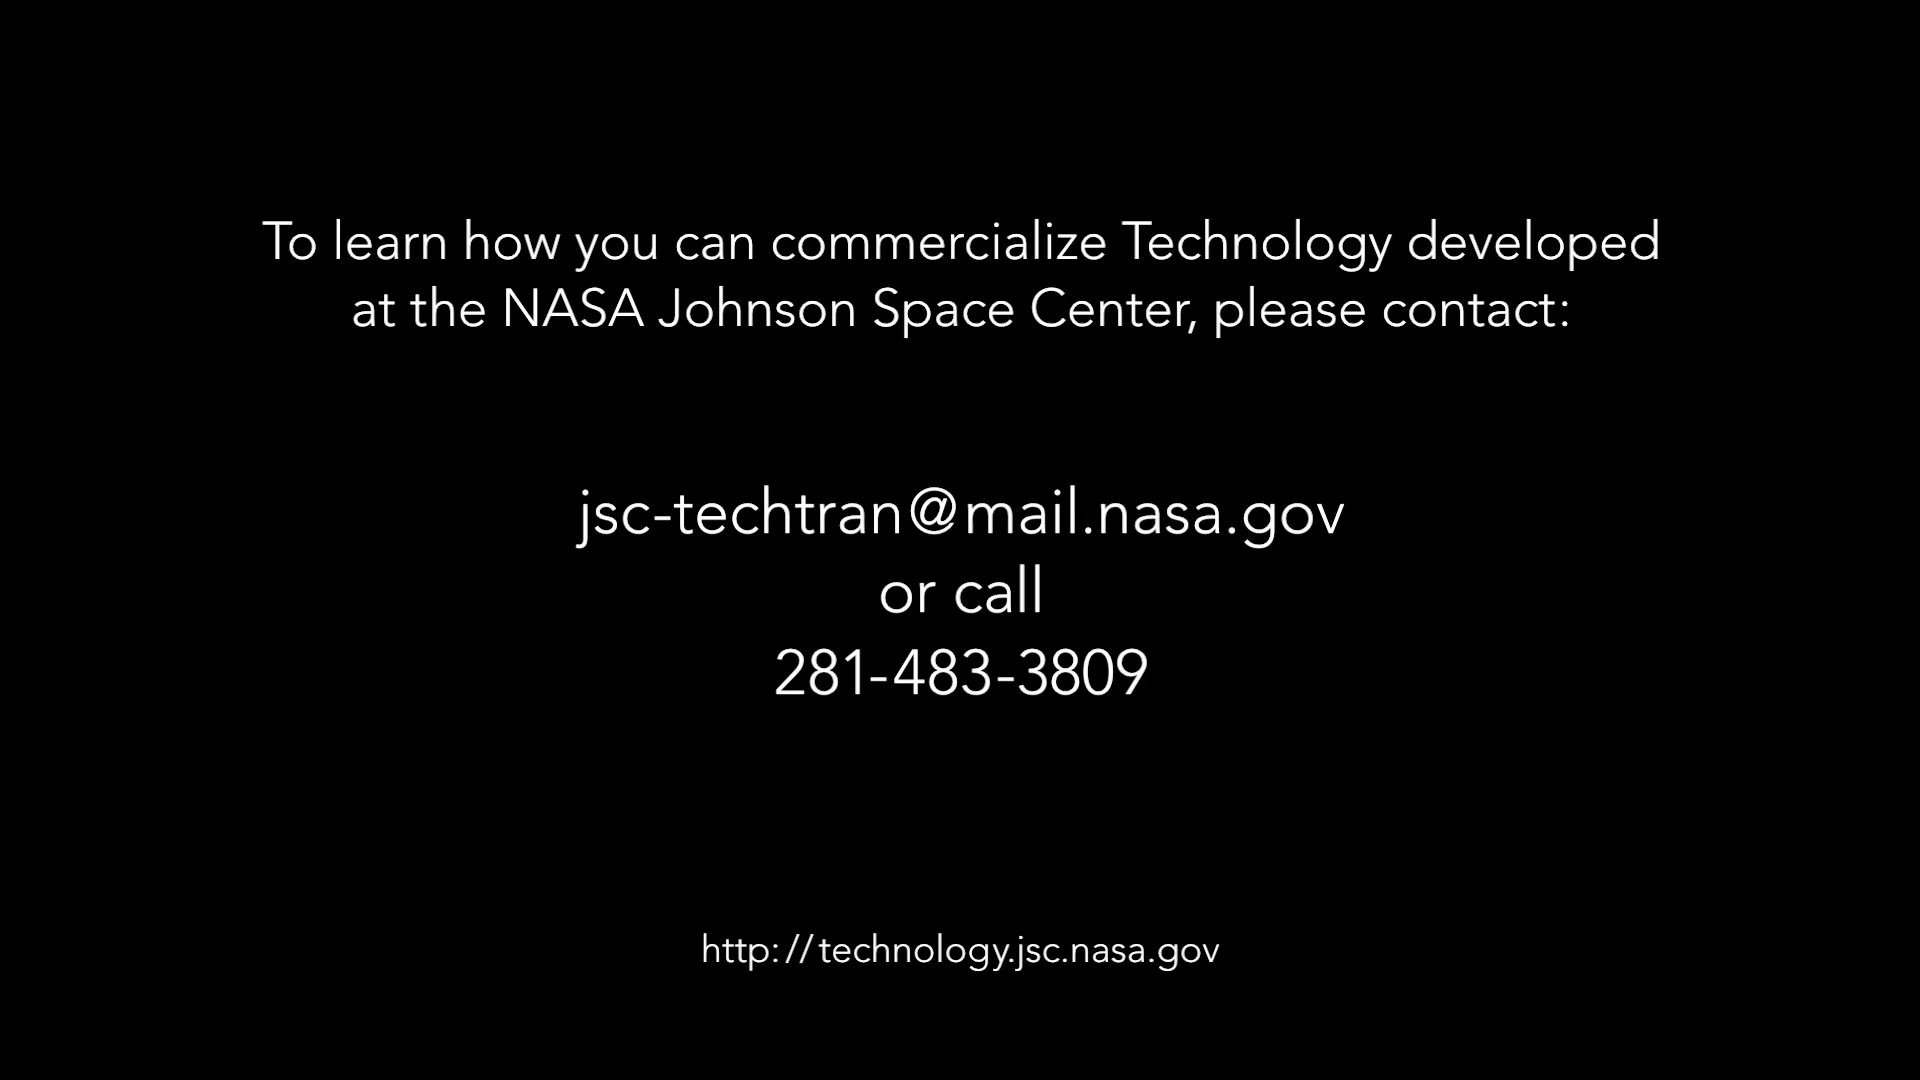 To learn how you can commercialize Technology developed
at the NASA Johnson Space Center, please contact:
jsc-techtran@mail.nasa.gov
or call
281-483-3809
http://technology.jsc.nasa.gov